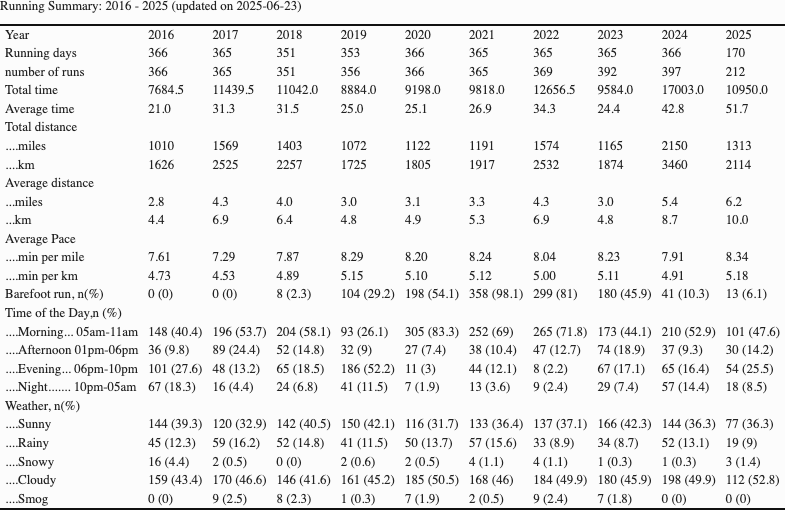 Running Summary: 2016 - 2025 (updated on 2025-06-23)
Year 2016 2017 2018 2019 2020 2021 2022 2023 2024 2025
Running days 366 365 351 353 366 365 365 365 366 170
number of runs 366 365 351 356 366 365 369 392 397 212
Total time 7684.5 11439.5 11042.0 8884.0 9198.0 9818.0 12656.5 9584.0 17003.0 10950.0
Average time 21.0 31.3 31.5 25.0 25.1 26.9 34.3 24.4 42.8 51.7
Total distance
....miles 1010 1569 1403 1072 1122 1191 1574 1165 2150 1313
....km 1626 2525 2257 1725 1805 1917 2532 1874 3460 2114
Average distance
...miles 2.8 4.3 4.0 3.0 3.1 3.3 4.3 3.0 5.4 6.2
...km 4.4 6.9 6.4 4.8 4.9 5.3 6.9 4.8 8.7 10.0
Average Pace
....min per mile 7.61 7.29 7.87 8.29 8.20 8.24 8.04 8.23 7.91 8.34
....min per km 4.73 4.53 4.89 5.15 5.10 5.12 5.00 5.11 4.91 5.18
Barefoot run, n(%) 0 (0) 0 (0) 8 (2.3) 104 (29.2) 198 (54.1) 358 (98.1) 299 (81) 180 (45.9) 41 (10.3) 13 (6.1)
Time of the Day,n (%)
....Morning... 05am-11am 148 (40.4) 196 (53.7) 204 (58.1) 93 (26.1) 305 (83.3) 252 (69) 265 (71.8) 173 (44.1) 210 (52.9) 101 (47.6)
....Afternoon 01pm-06pm 36 (9.8) 89 (24.4) 52 (14.8) 32 (9) 27 (7.4) 38 (10.4) 47 (12.7) 74 (18.9) 37 (9.3) 30 (14.2)
....Evening... 06pm-10pm 101 (27.6) 48 (13.2) 65 (18.5) 186 (52.2) 11 (3) 44 (12.1) 8 (2.2) 67 (17.1) 65 (16.4) 54 (25.5)
....Night....... 10pm-05am 67 (18.3) 16 (4.4) 24 (6.8) 41 (11.5) 7 (1.9) 13 (3.6) 9 (2.4) 29 (7.4) 57 (14.4) 18 (8.5)
Weather, n(%)
....Sunny 144 (39.3) 120 (32.9) 142 (40.5) 150 (42.1) 116 (31.7) 133 (36.4) 137 (37.1) 166 (42.3) 144 (36.3) 77 (36.3)
....Rainy 45 (12.3) 59 (16.2) 52 (14.8) 41 (11.5) 50 (13.7) 57 (15.6) 33 (8.9) 34 (8.7) 52 (13.1) 19 (9)
....Snowy 16 (4.4) 2 (0.5) 0 (0) 2 (0.6) 2 (0.5) 4 (1.1) 4 (1.1) 1 (0.3) 1 (0.3) 3 (1.4)
....Cloudy 159 (43.4) 170 (46.6) 146 (41.6) 161 (45.2) 185 (50.5) 168 (46) 184 (49.9) 180 (45.9) 198 (49.9) 112 (52.8)
....Smog 0 (0) 9 (2.5) 8 (2.3) 1 (0.3) 7 (1.9) 2 (0.5) 9 (2.4) 7 (1.8) 0 (0) 0 (0)